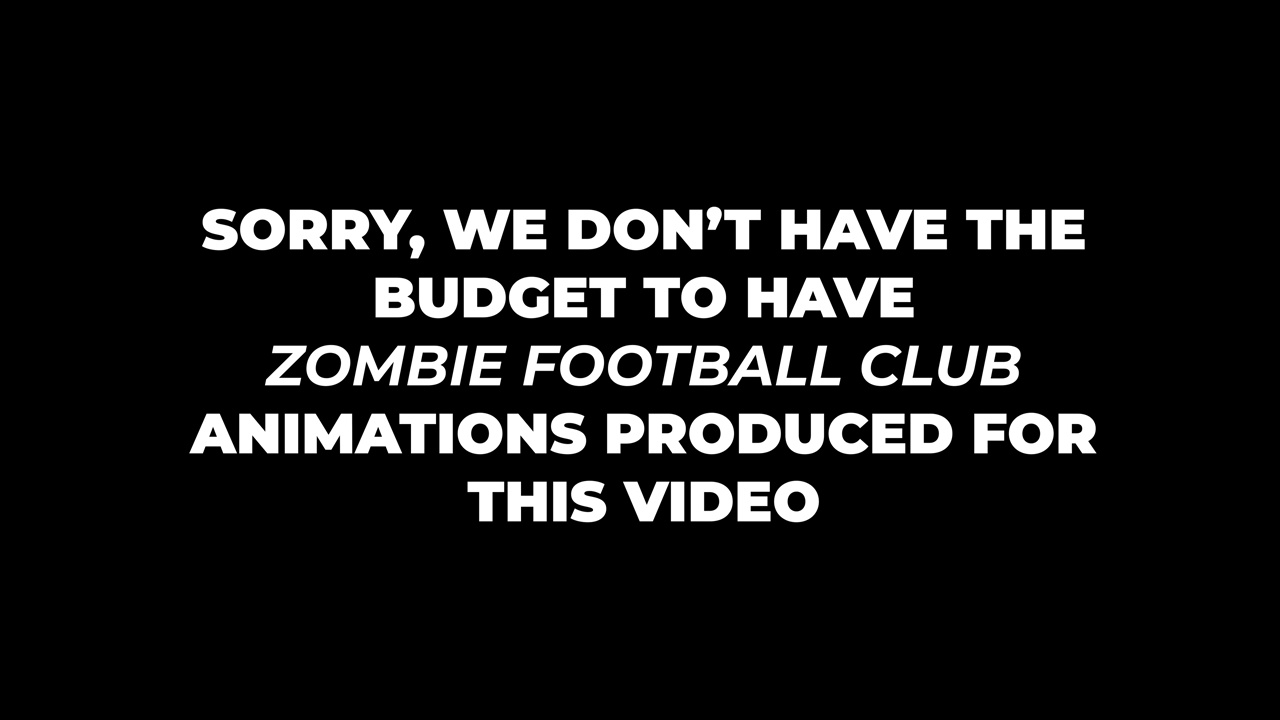 SORRY, WE DON’T HAVE THE
BUDGET TO HAVE
ZOMBIE FOOTBALL CLUB
ANIMATIONS PRODUCED FOR
THIS VIDEO